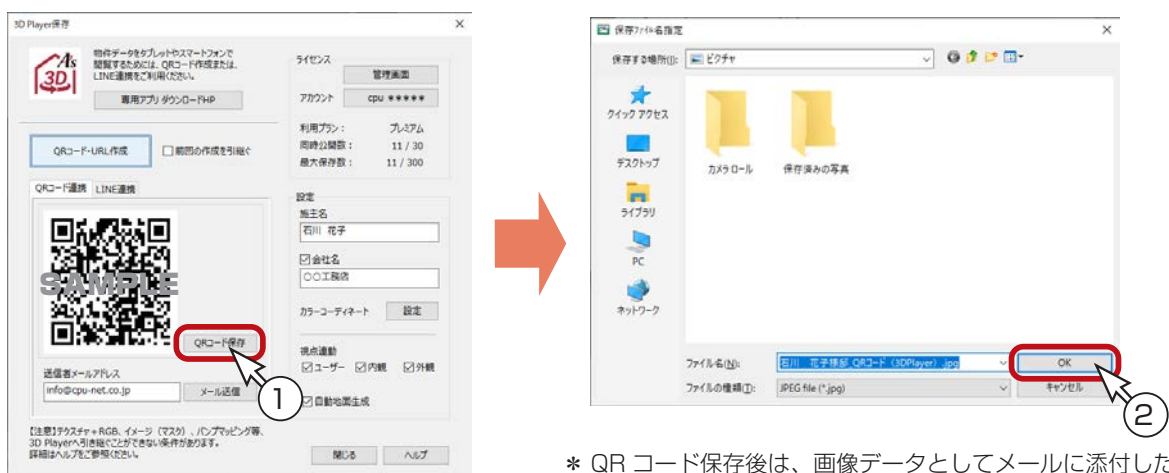 3D Player保存
As
3D
物件データをタブレットやスマートフォンで
閲覧するためには、QRコード作成または、
LINE連携をご利用ください。
専用アプリ ダウンロードHP
QRコード・URL作成
前回の作成を引継ぐ
QRコード連携 LINE連携
SAMPLE
QRコード保存
送信者メールアドレス
info@cpu-net.co.jp
メール送信
①
【注意】テクスチャ+RGB、イメージ（マスク）、バンプマッピング等、
3D Playerへ引き継ぐことができない条件があります。
詳細はヘルプをご参照ください。
ライセンス
管理画面
アカウント
cpu *****
利用プラン： プレミアム
同時公開数： 11 / 30
最大保存数： 11 / 300
設定
施主名
石川 花子
会社名
○○工務店
カラーコーディネート
設定
視点連動
ユーザー 内観 外観
自動地面生成
閉じる
ヘルプ
保存ファイル名指定
保存する場所(I):
ピクチャ
クイック アクセス
デスクトップ
ライブラリ
PC
ネットワーク
カメラ ロール
保存済みの写真
ファイル名(N):
石川 花子様邸_QRコード（3DPlayer）.jpg
OK
ファイルの種類(T):
JPEG file (*.jpg)
キャンセル
②
＊ QR コード保存後は、画像データとしてメールに添付した